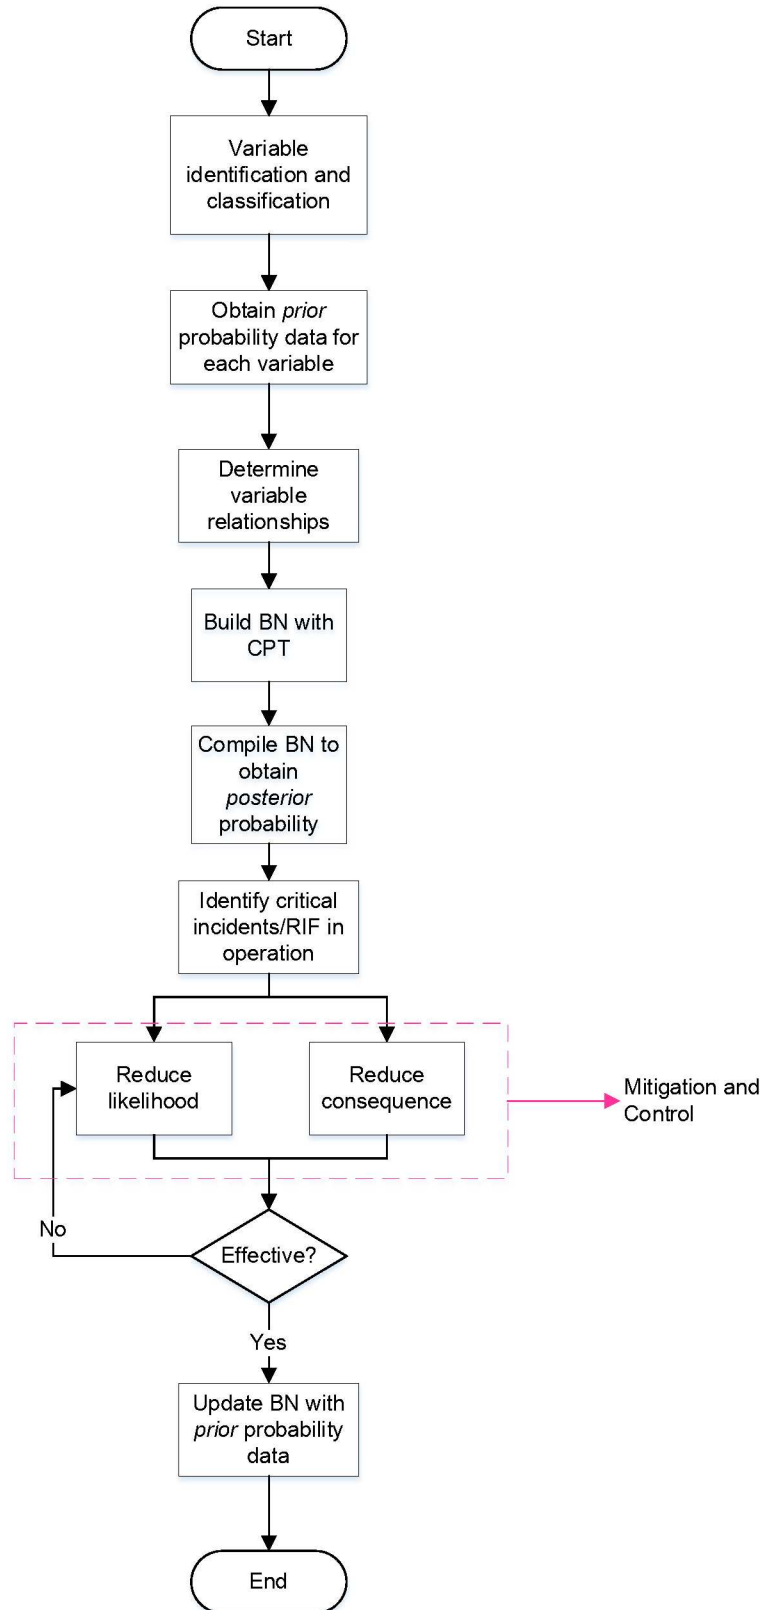 Start
Variable
identification and
classification
Obtain prior
probability data for
each variable
Determine
variable
relationships
Build BN with
CPT
Compile BN to
obtain
posterior
probability
Identify critical
incidents/RIF in
operation
Reduce
likelihood
Reduce
consequence
Mitigation and
Control
No
Effective?
Yes
Update BN with
prior probability
data
End